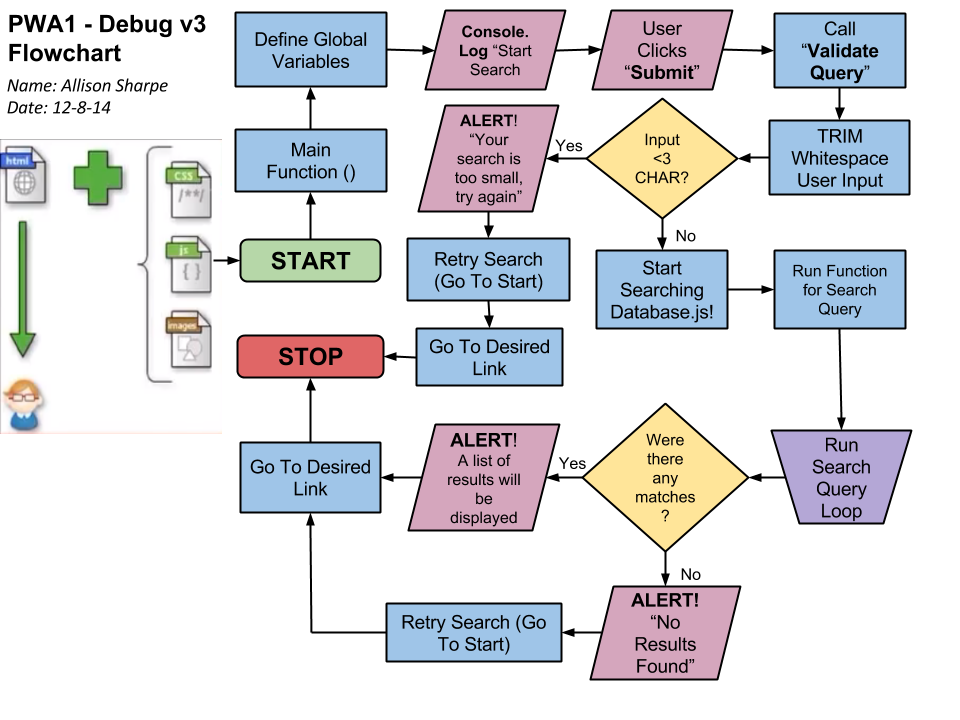 PWA1 - Debug v3
Flowchart
Name: Allison Sharpe
Date: 12-8-14
html
CSS
/**/
js
{ }
images
START
Main
Function ()
Define Global
Variables
Console.
Log “Start
Search
User
Clicks
“Submit”
Call
“Validate
Query”
TRIM
Whitespace
User Input
Input
<3
CHAR?
Yes
ALERT!
“Your
search is
too small,
try again”
Retry Search
(Go To Start)
Go To Desired
Link
STOP
No
Start
Searching
Database.js!
Run Function
for Search
Query
Run
Search
Query
Loop
Were
there
any
matches
?
Yes
ALERT!
A list of
results will
be
displayed
Go To Desired
Link
No
ALERT!
“No
Results
Found”
Retry Search (Go
To Start)